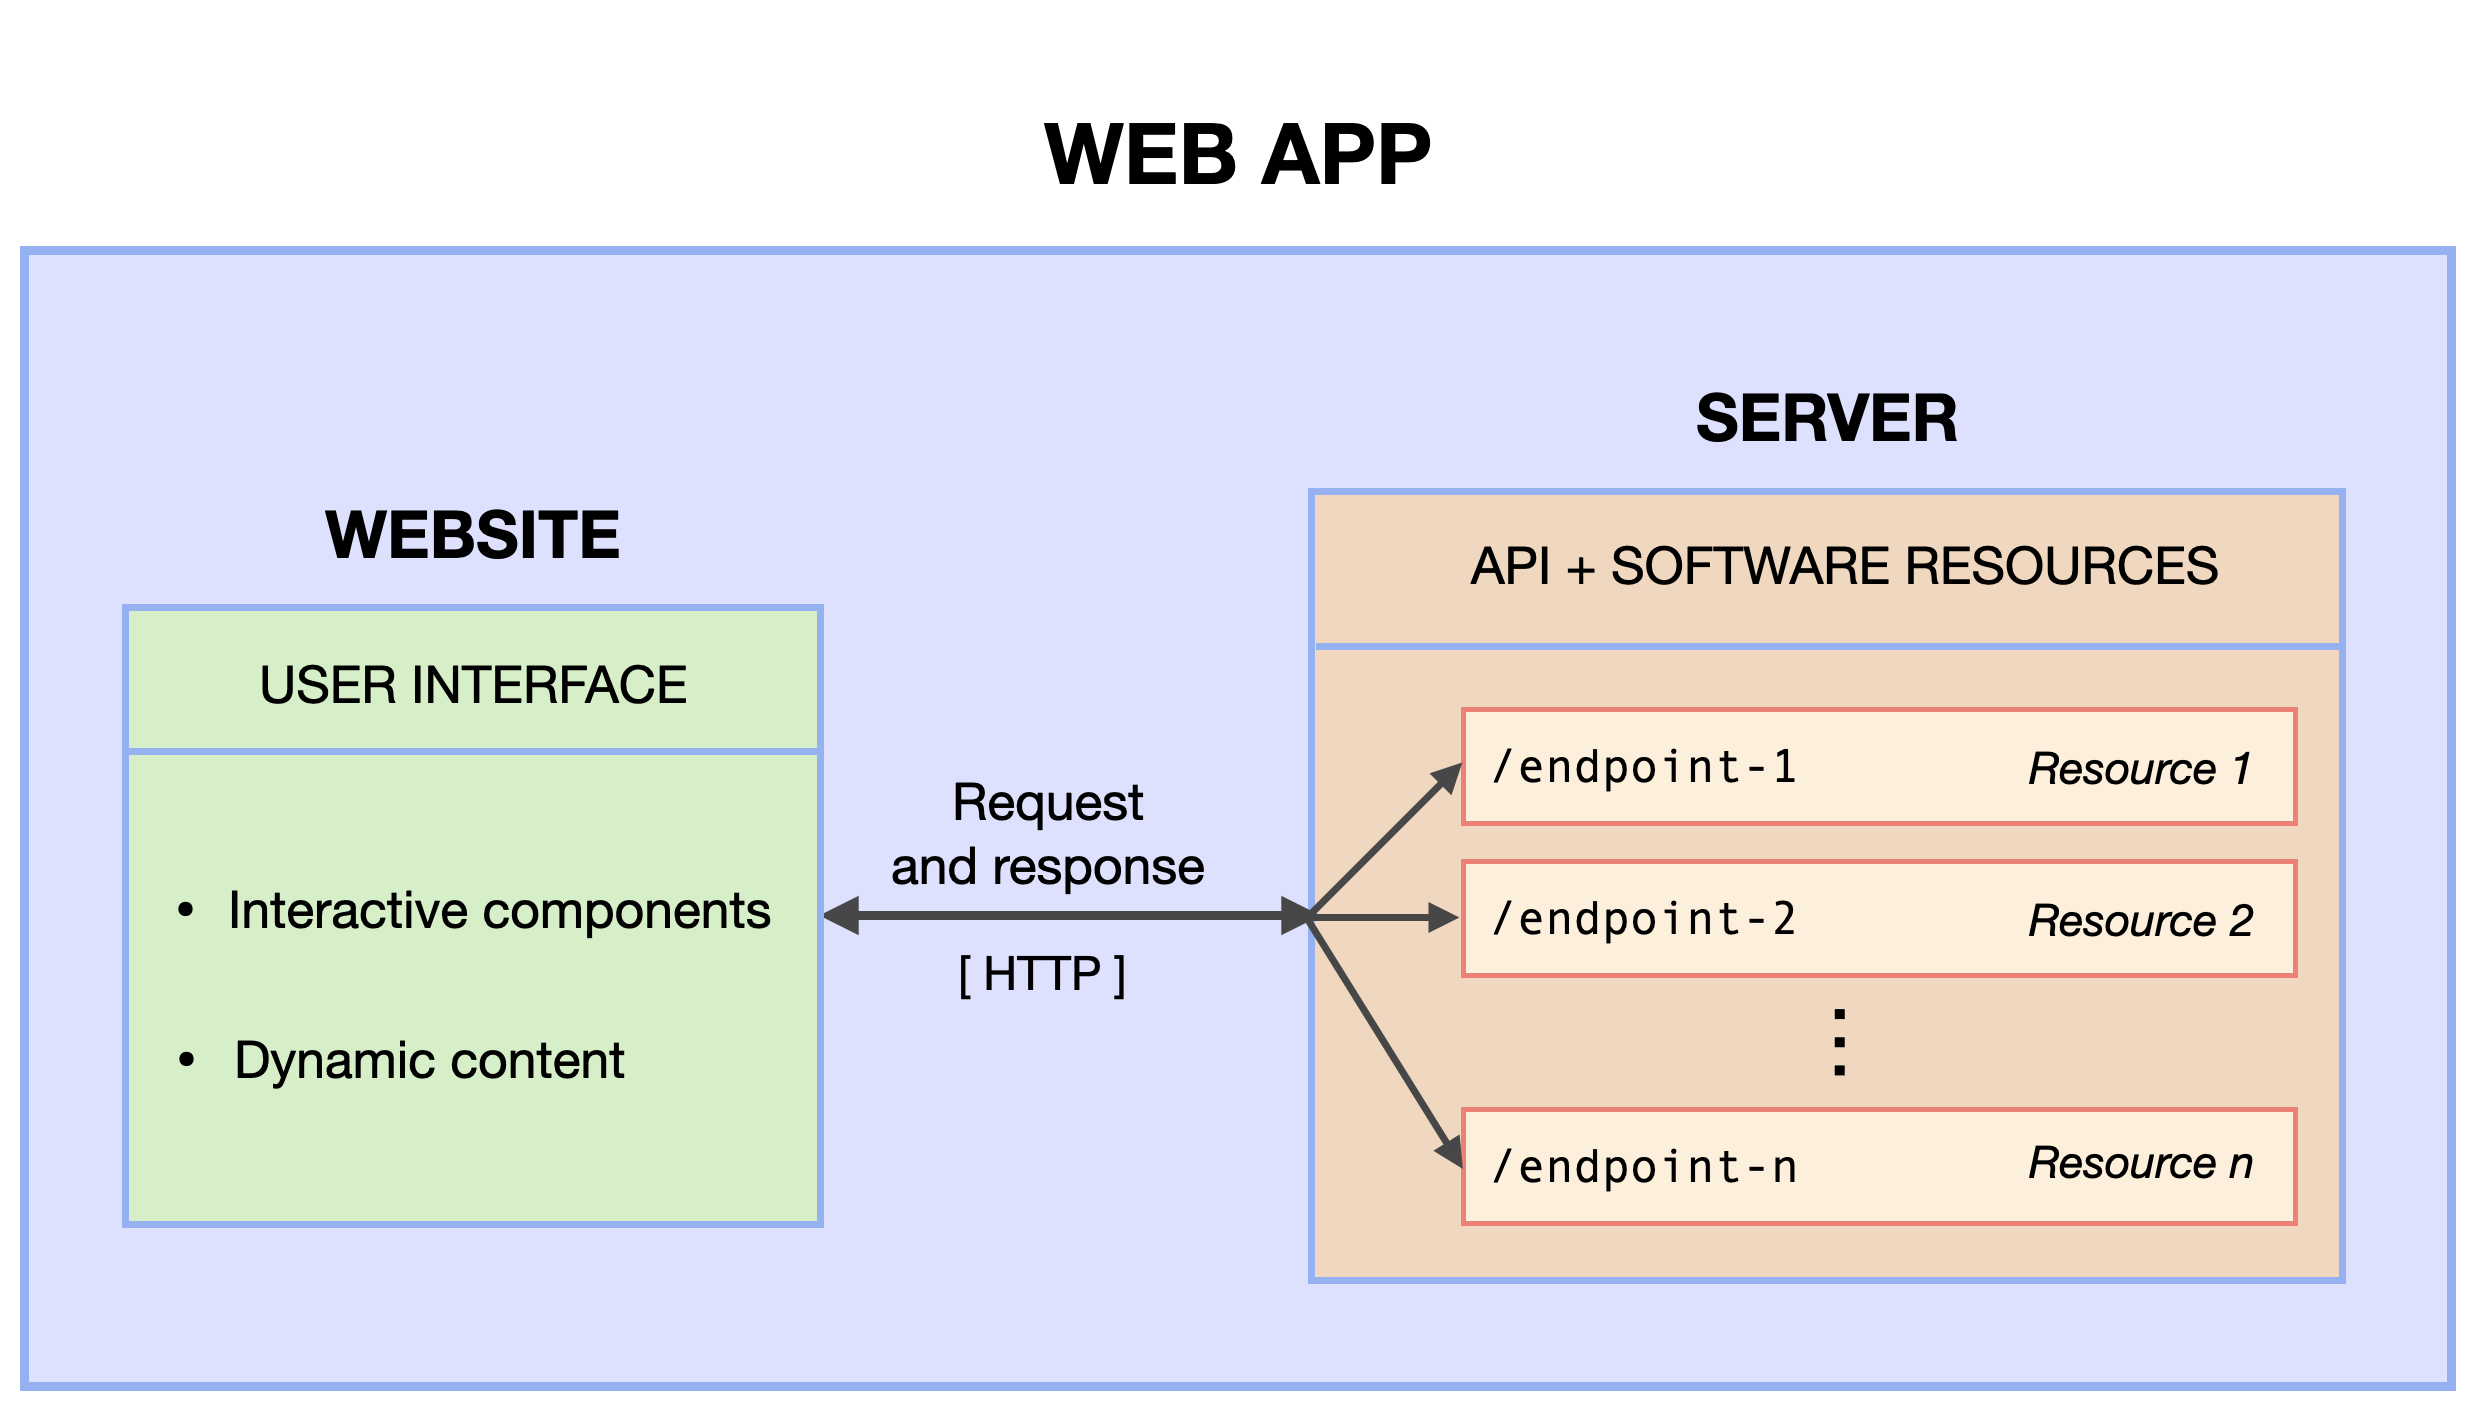 WEB APP
WEBSITE
USER INTERFACE
• Interactive components
• Dynamic content
Request
and response
[ HTTP ]
SERVER
API + SOFTWARE RESOURCES
/endpoint-1 Resource 1
/endpoint-2 Resource 2
⋮
/endpoint-n Resource n